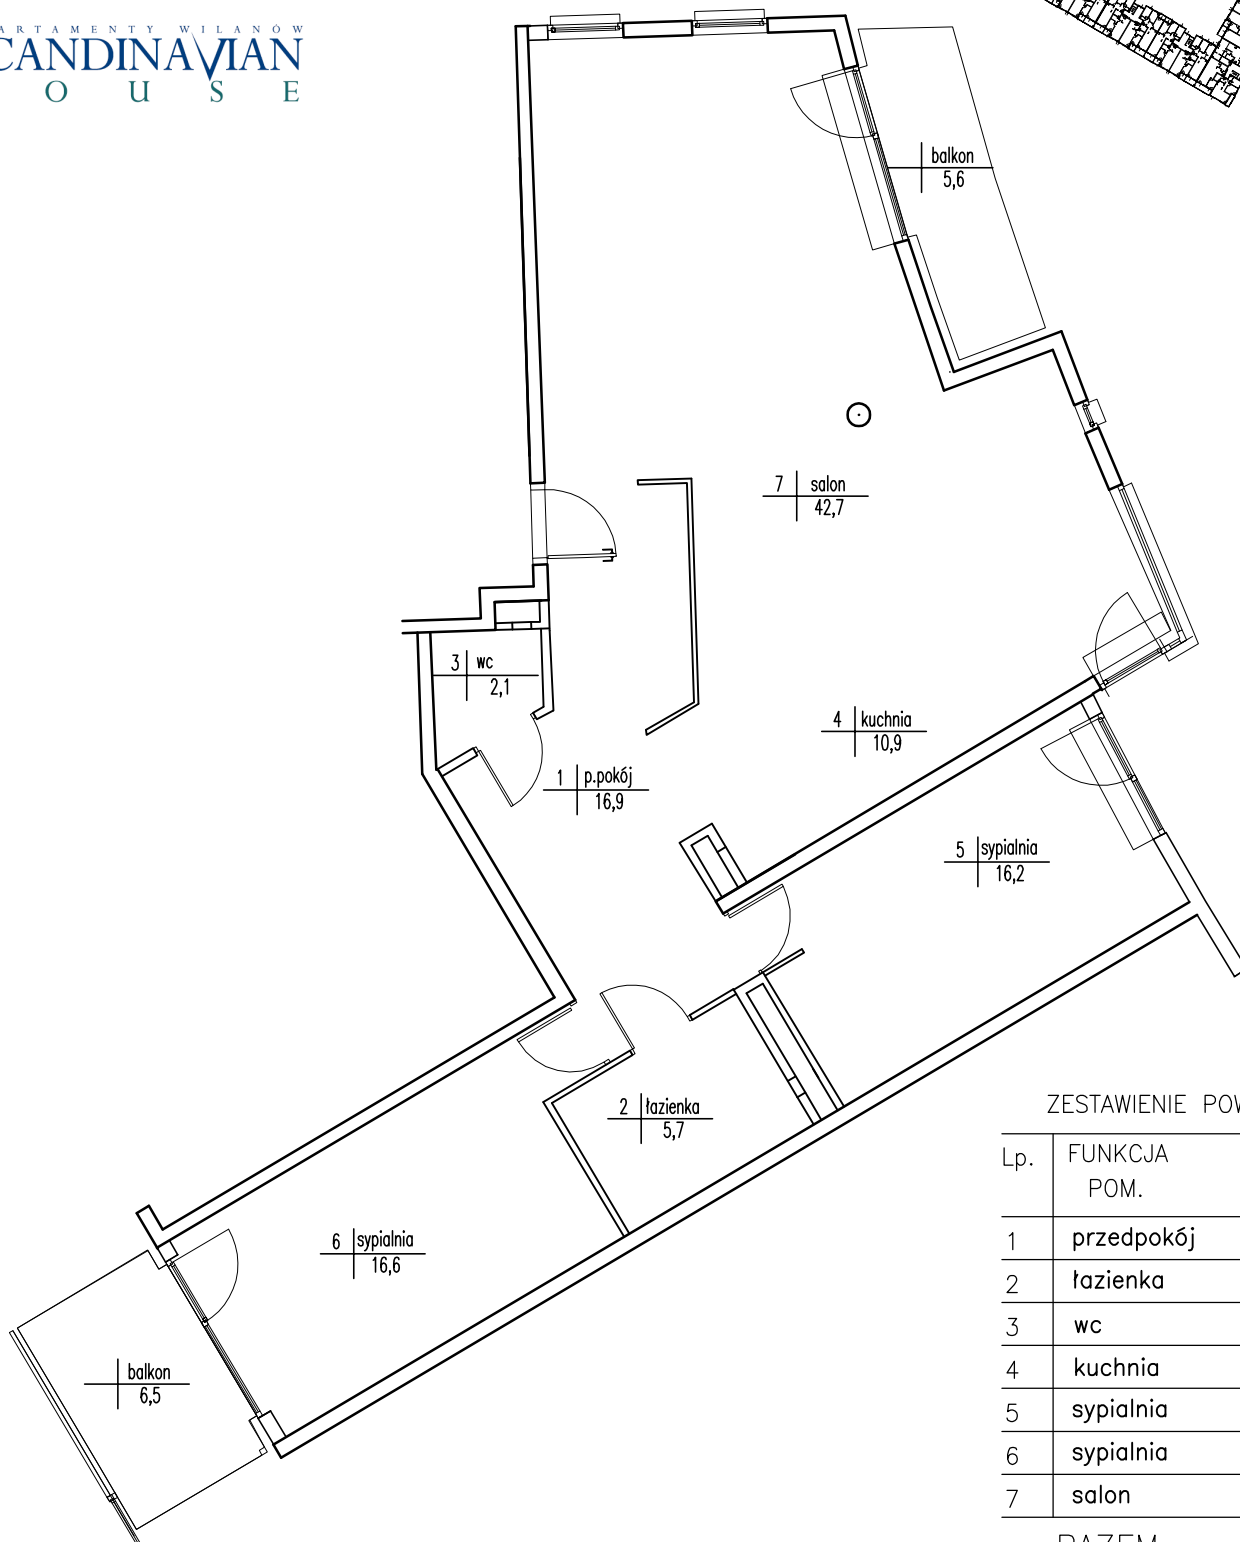 ARTAMENTY WILANÓW
CANDINAVIAN
OUSE
balkon
5,6
7 salon
42,7
3 wc
2,1
4 kuchnia
10,9
1 p.pokój
16,9
5 sypialnia
16,2
2 łazienka
5,7
6 sypialnia
16,6
balkon
6,5
ZESTAWIENIE POW
Lp. FUNKCJA
POM.
1 przedpokój
2 łazienka
3 wc
4 kuchnia
5 sypialnia
6 sypialnia
7 salon
RAZEM